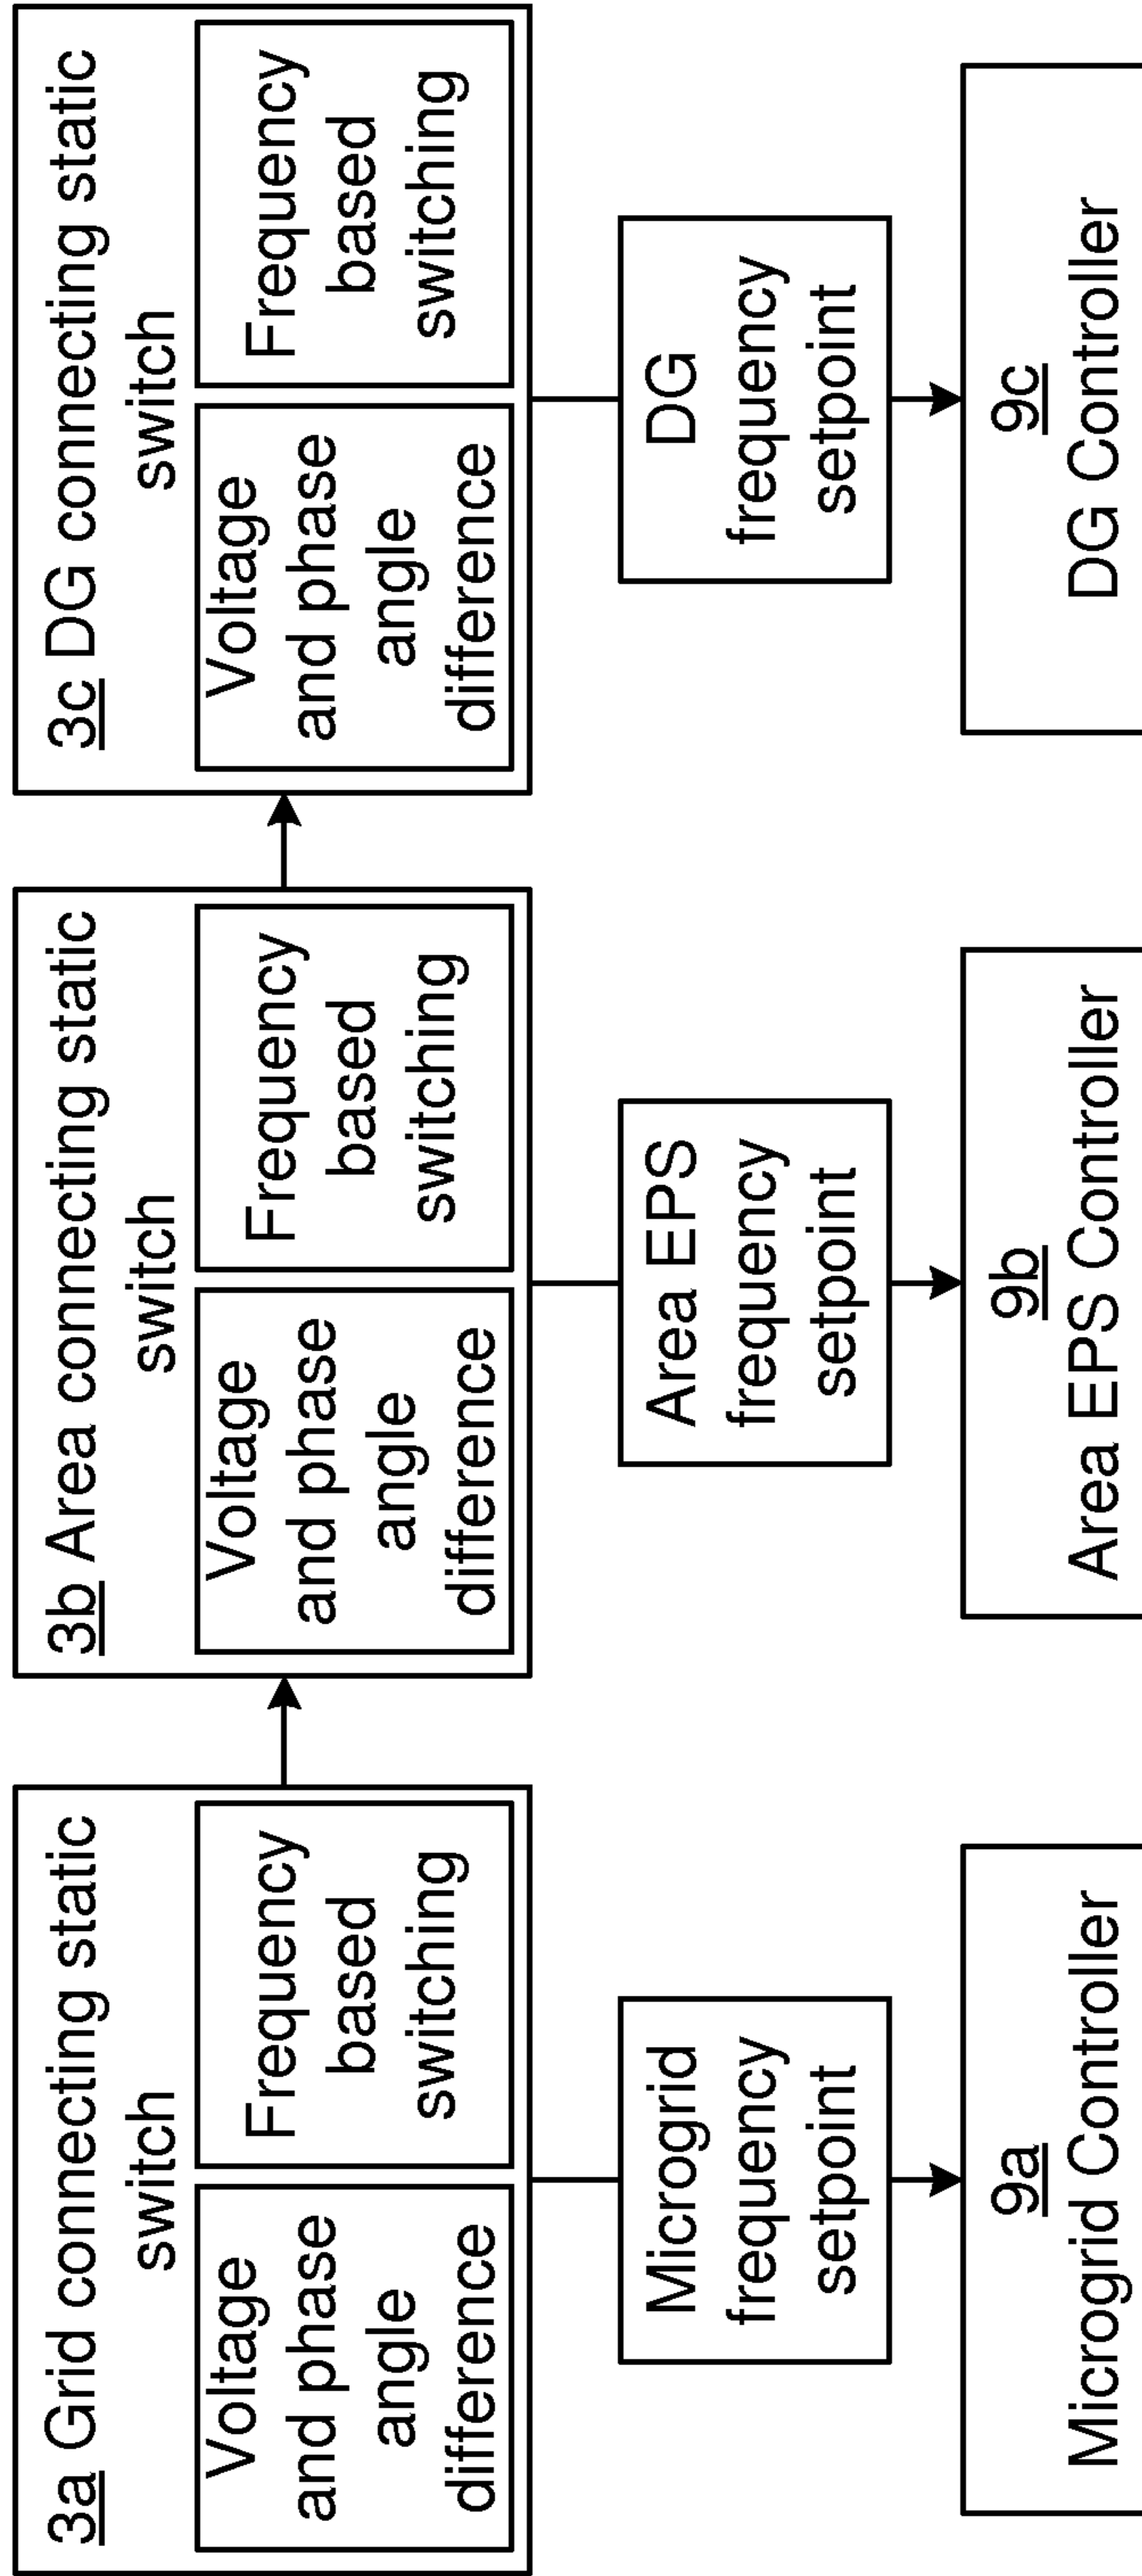 3a Grid connecting static
switch
Voltage
and phase
angle
difference
Frequency
based
switching
Microgrid
frequency
setpoint
9a
Microgrid Controller
3b Area connecting static
switch
Voltage
and phase
angle
difference
Frequency
based
switching
Area EPS
frequency
setpoint
9b
Area EPS Controller
3c DG connecting static
switch
Voltage
and phase
angle
difference
Frequency
based
switching
DG
frequency
setpoint
9c
DG Controller